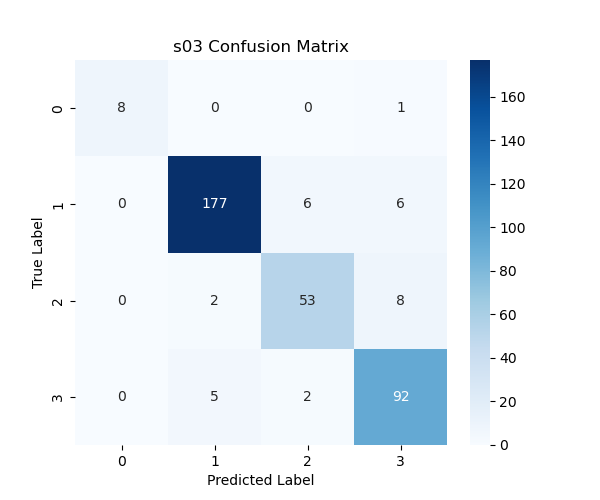 s03 Confusion Matrix
0 8 0 0 1
1 0 177 6 6
2 0 2 53 8
3 0 5 2 92
0 1 2 3
True Label
Predicted Label
160
140
120
100
80
60
40
20
0